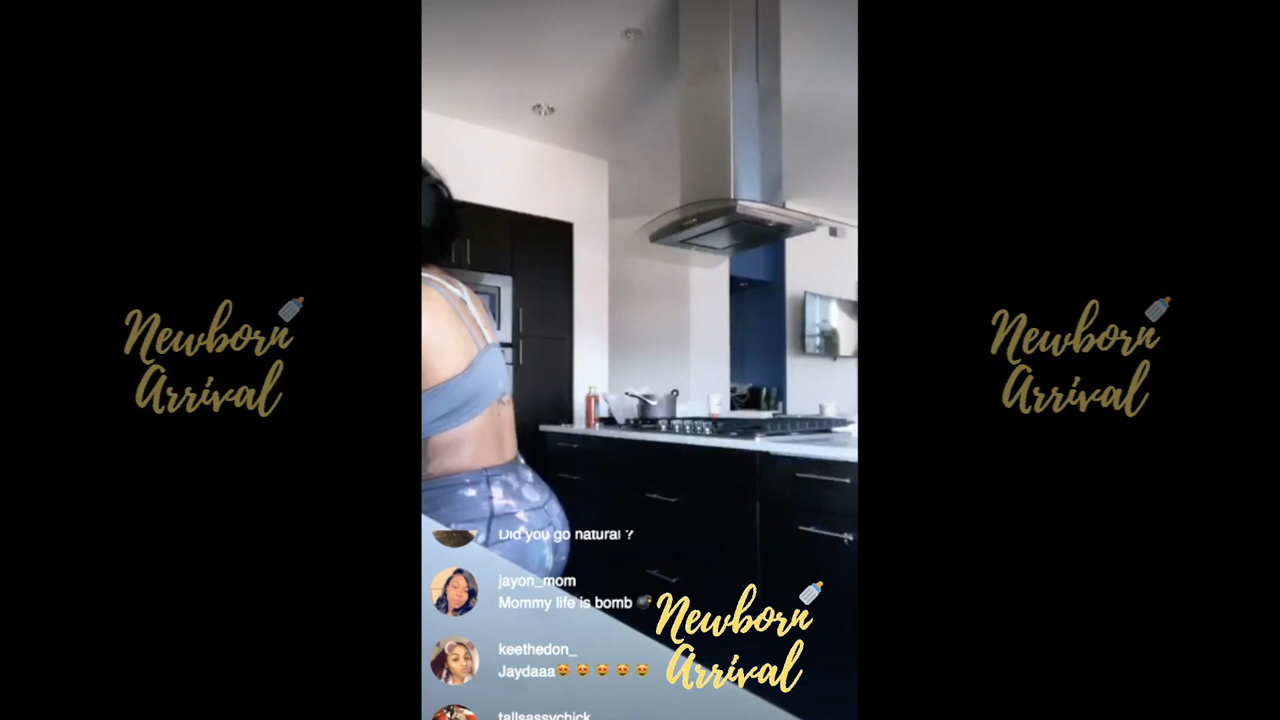 Newborn
Arrival
Did you go natural ?
jayon_mom
Mommy life is bomb 💣
keethedon_
Jaydaaa😍😍😍😍😍
tallsassychick
Newborn
Arrival
Newborn
Arrival